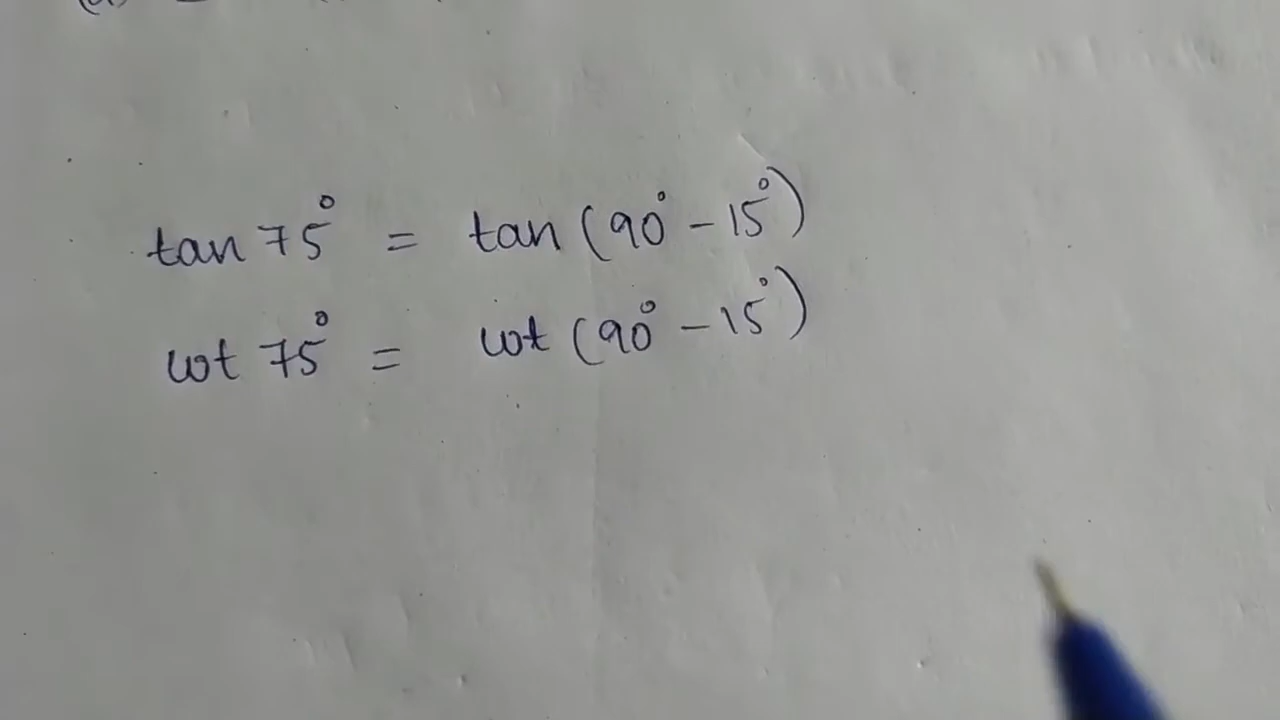 tan 75° = tan (90° - 15°)
cot 75° = cot (90° - 15°)